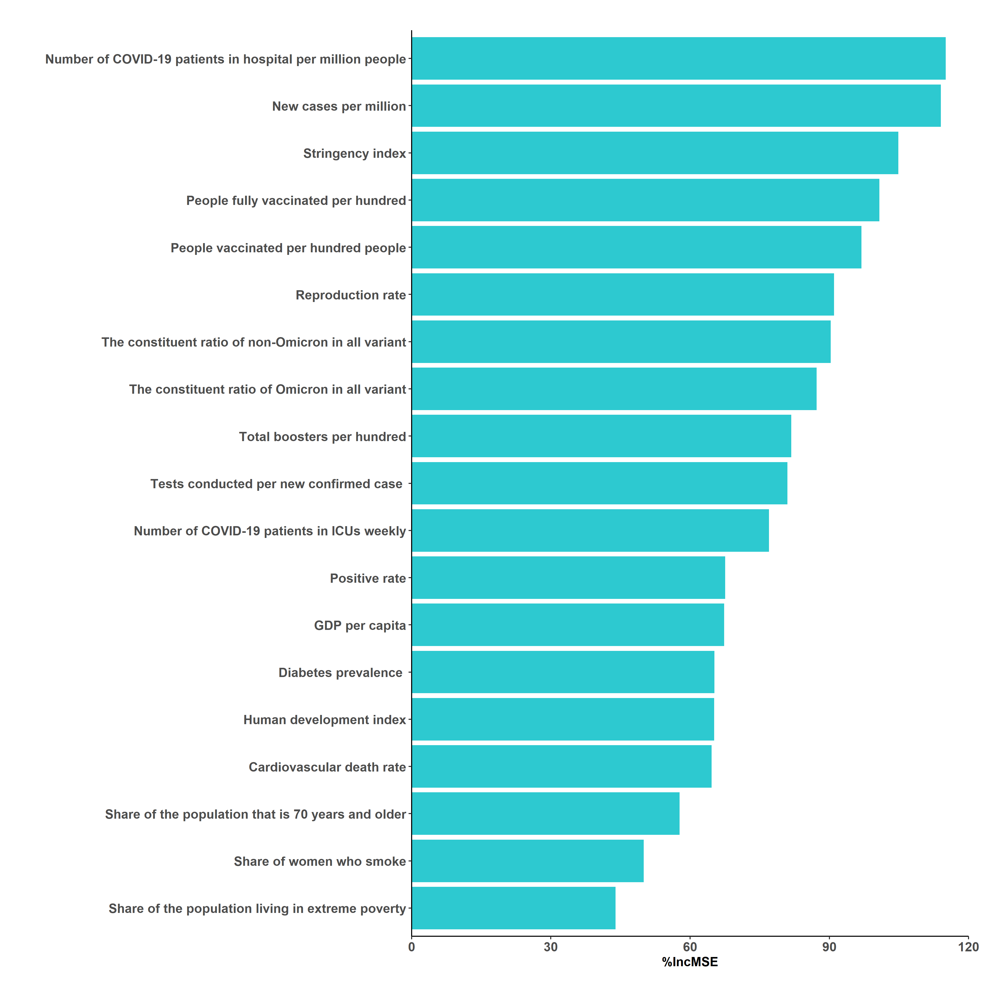 Number of COVID-19 patients in hospital per million people
New cases per million
Stringency index
People fully vaccinated per hundred
People vaccinated per hundred people
Reproduction rate
The constituent ratio of non-Omicron in all variant
The constituent ratio of Omicron in all variant
Total boosters per hundred
Tests conducted per new confirmed case
Number of COVID-19 patients in ICUs weekly
Positive rate
GDP per capita
Diabetes prevalence
Human development index
Cardiovascular death rate
Share of the population that is 70 years and older
Share of women who smoke
Share of the population living in extreme poverty
0 30 60 90 120
%IncMSE